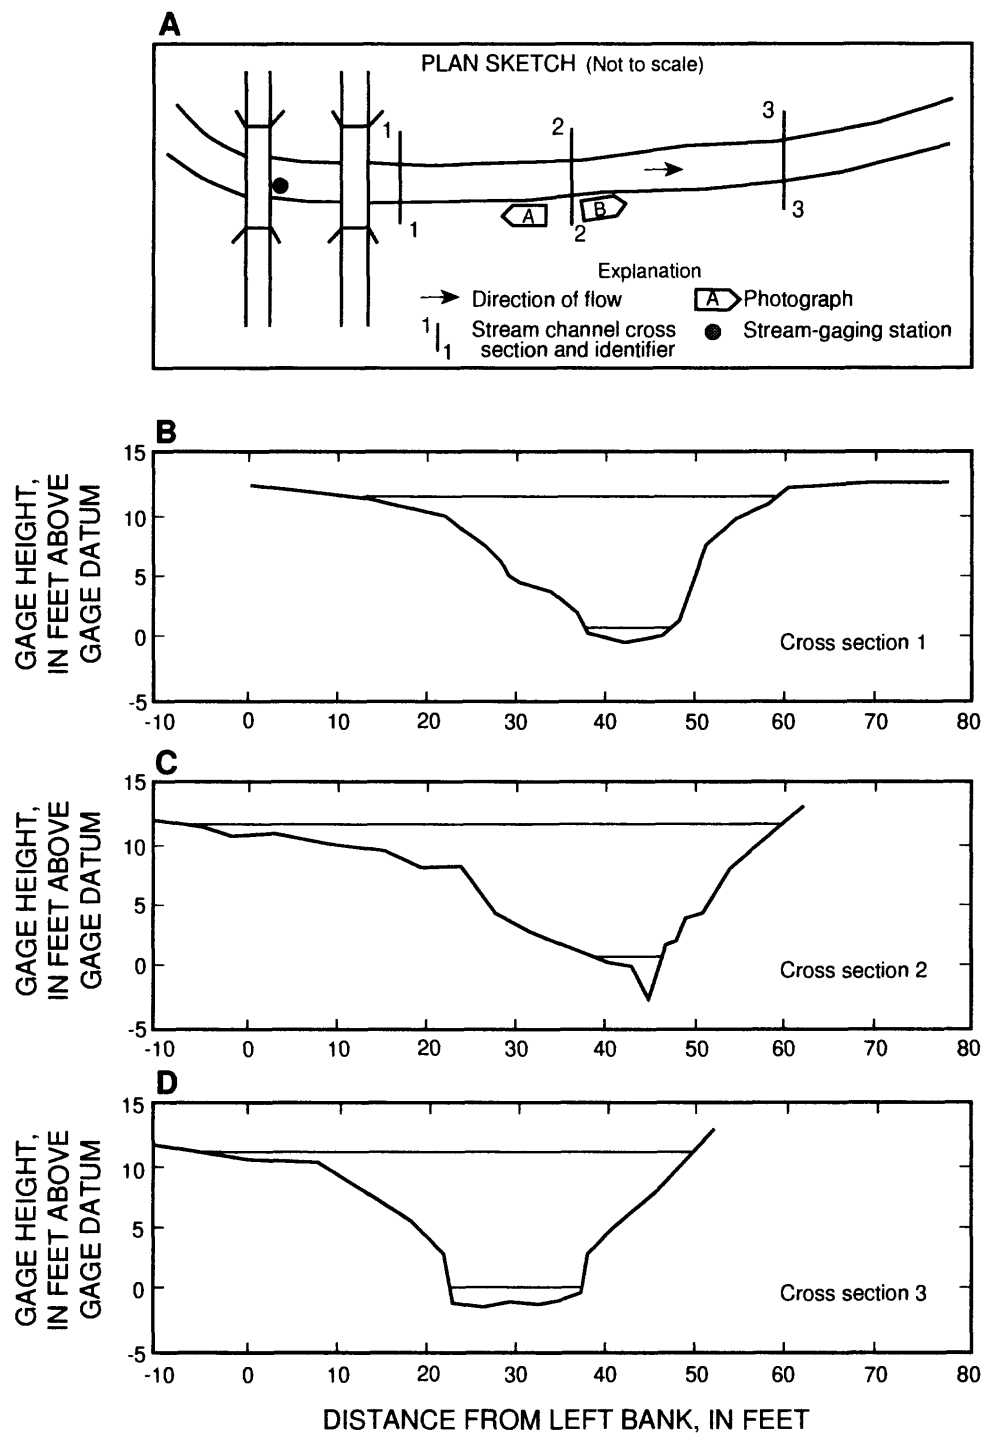 A
PLAN SKETCH (Not to scale)
3
1
2
A
B
3
1
2
Explanation
Direction of flow
A
Photograph
1
1
Stream channel cross
section and identifier
Stream-gaging station
B
GAGE HEIGHT,
IN FEET ABOVE
GAGE DATUM
15
10
5
0
-5
Cross section 1
-10 0 10 20 30 40 50 60 70 80
C
GAGE HEIGHT,
IN FEET ABOVE
GAGE DATUM
15
10
5
0
-5
Cross section 2
-10 0 10 20 30 40 50 60 70 80
D
GAGE HEIGHT,
IN FEET ABOVE
GAGE DATUM
15
10
5
0
-5
Cross section 3
-10 0 10 20 30 40 50 60 70 80
DISTANCE FROM LEFT BANK, IN FEET